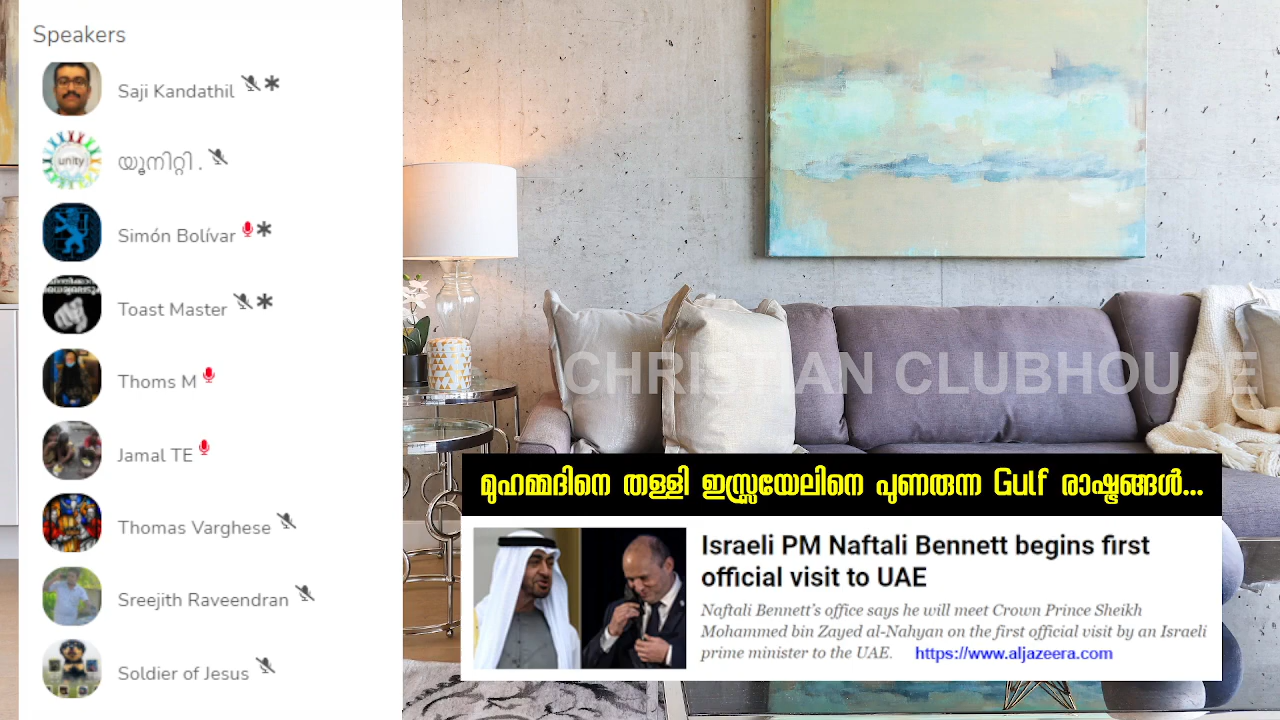 Speakers
Saji Kandathil
unity
യൂനിറ്റി .
Simón Bolívar
Toast Master
Thoms M
Jamal TE
Thomas Varghese
Sreejith Raveendran
Soldier of Jesus
CHRISTIAN CLUBHOUSE
മുഹമ്മദിനെ തള്ളി ഇസ്രയേലിനെ പുണരുന്ന Gulf രാഷ്ട്രങ്ങൾ...
Israeli PM Naftali Bennett begins first
official visit to UAE
Naftali Bennett's office says he will meet Crown Prince Sheikh
Mohammed bin Zayed al-Nahyan on the first official visit by an Israeli
prime minister to the UAE. https://www.aljazeera.com